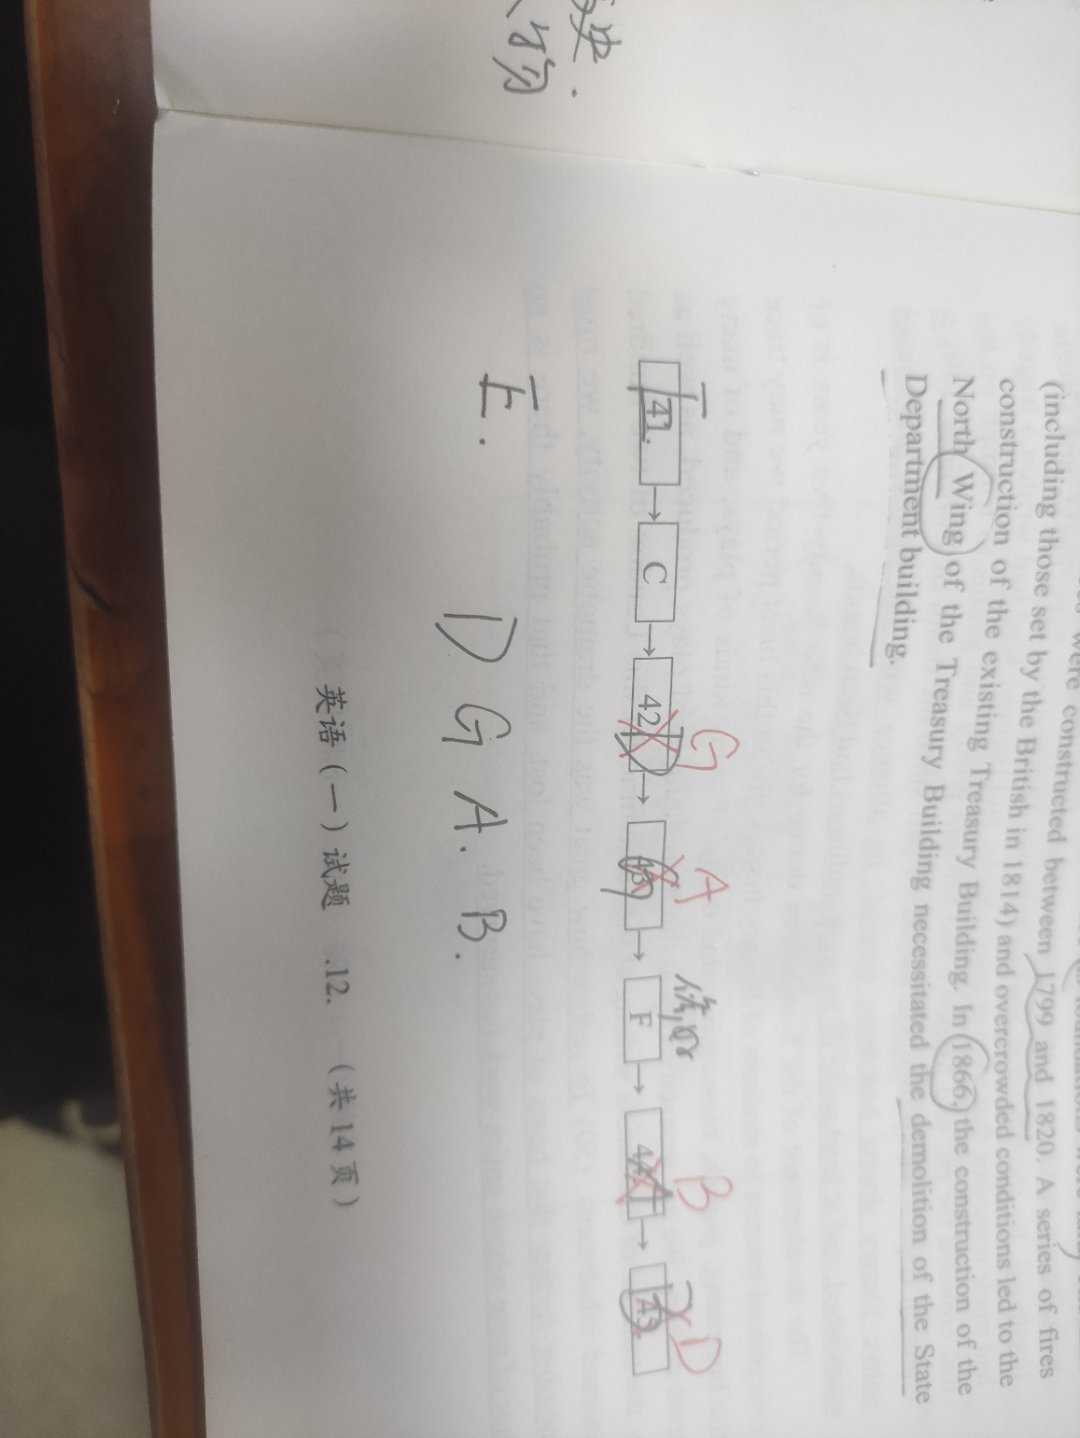 史.
人物
were constructed between 1799 and 1820. A series of fires
(including those set by the British in 1814) and overcrowded conditions led to the
construction of the existing Treasury Building. In 1866, the construction of the
North Wing of the Treasury Building necessitated the demolition of the State
Department building.
G A B D
41. → C → 42 → 43 → F → 44 → 45.
E. D G A. B.
英语（一）试题 .12. （共 14 页）